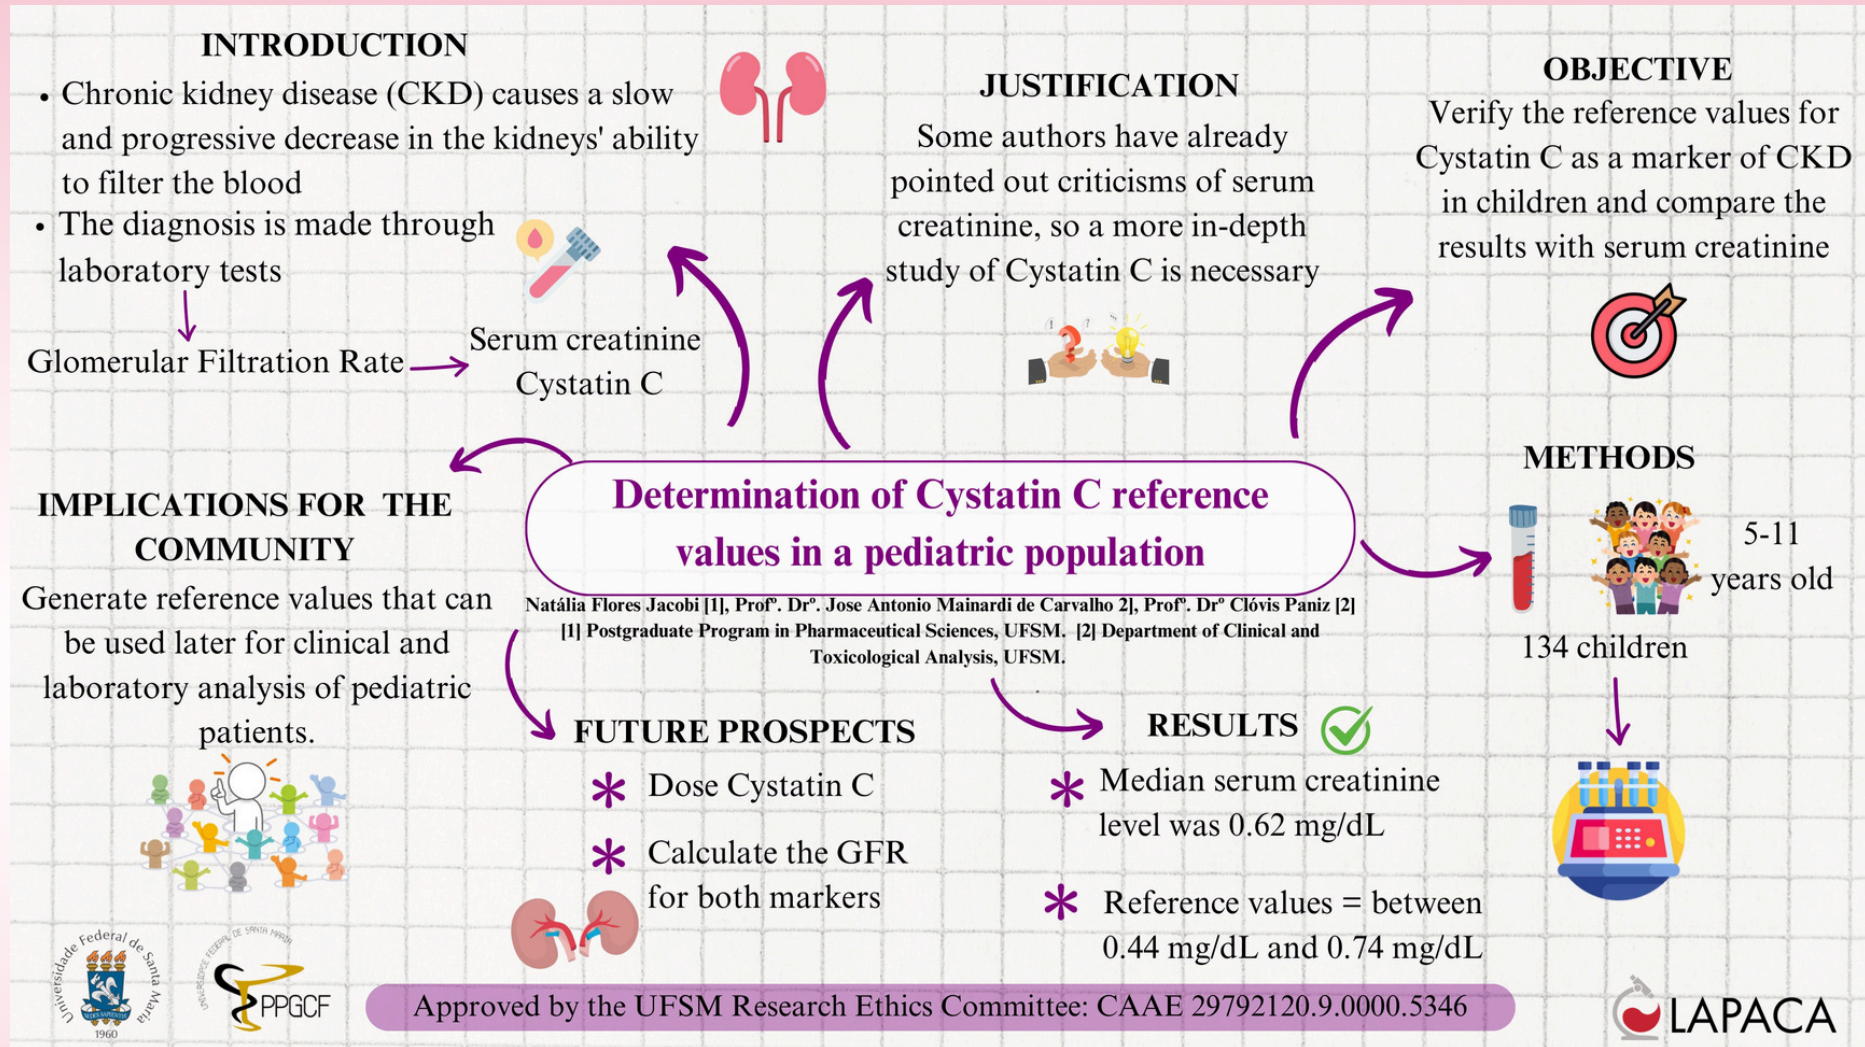 INTRODUCTION
• Chronic kidney disease (CKD) causes a slow
and progressive decrease in the kidneys' ability
to filter the blood
• The diagnosis is made through
laboratory tests
Glomerular Filtration Rate
Serum creatinine
Cystatin C
JUSTIFICATION
Some authors have already
pointed out criticisms of serum
creatinine, so a more in-depth
study of Cystatin C is necessary
OBJECTIVE
Verify the reference values for
Cystatin C as a marker of CKD
in children and compare the
results with serum creatinine
Determination of Cystatin C reference
values in a pediatric population
Natália Flores Jacobi [1], Profº. Drº. Jose Antonio Mainardi de Carvalho 2], Profº. Drº Clóvis Paniz [2]
[1] Postgraduate Program in Pharmaceutical Sciences, UFSM. [2] Department of Clinical and
Toxicological Analysis, UFSM.
METHODS
5-11
years old
134 children
IMPLICATIONS FOR THE
COMMUNITY
Generate reference values that can
be used later for clinical and
laboratory analysis of pediatric
patients.
FUTURE PROSPECTS
* Dose Cystatin C
* Calculate the GFR
for both markers
RESULTS
* Median serum creatinine
level was 0.62 mg/dL
* Reference values = between
0.44 mg/dL and 0.74 mg/dL
Universidade Federal de Santa Maria
SEDES SAPIENTIAE
1960
UNIVERSIDADE FEDERAL DE SANTA MARIA
PPGCF
Approved by the UFSM Research Ethics Committee: CAAE 29792120.9.0000.5346
LAPACA